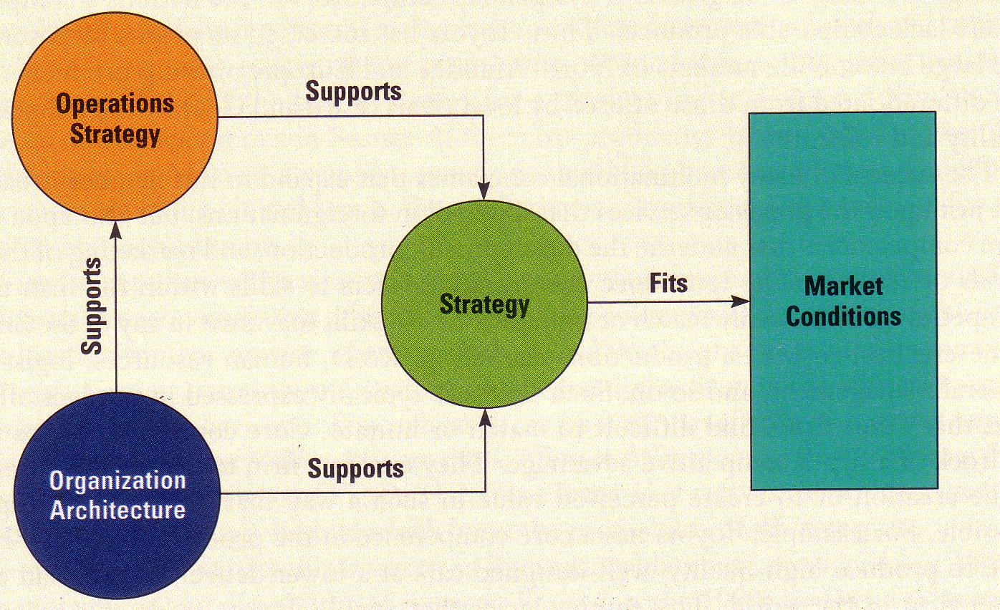 Operations
Strategy
Supports
Supports
Strategy
Fits
Market
Conditions
Organization
Architecture
Supports